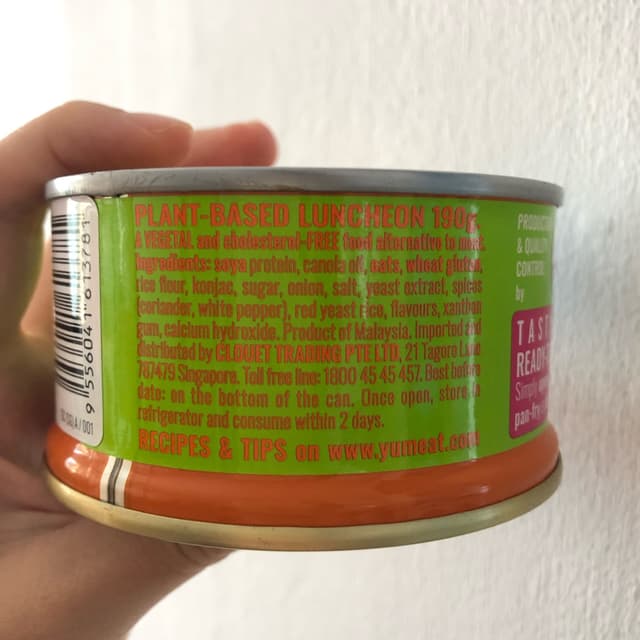 PLANT-BASED LUNCHEON 190g
A VEGETAL and cholesterol-FREE food alternative to meat.
Ingredients: soya protein, canola oil, oats, wheat gluten,
rice flour, konjac, sugar, onion, salt, yeast extract, spices
(coriander, white pepper), red yeast rice, flavours, xanthan
gum, calcium hydroxide. Product of Malaysia. Imported and
distributed by CLOUET TRADING PTE LTD, 21 Tagore Lane
787479 Singapore. Toll free line: 1800 45 45 457. Best before
date: on the bottom of the can. Once open, store in
refrigerator and consume within 2 days.
RECIPES & TIPS on www.yumeat.com
9 556041 613781
& QUALITY
CONTROL
by
TAST
READY
Simply
pan-fry